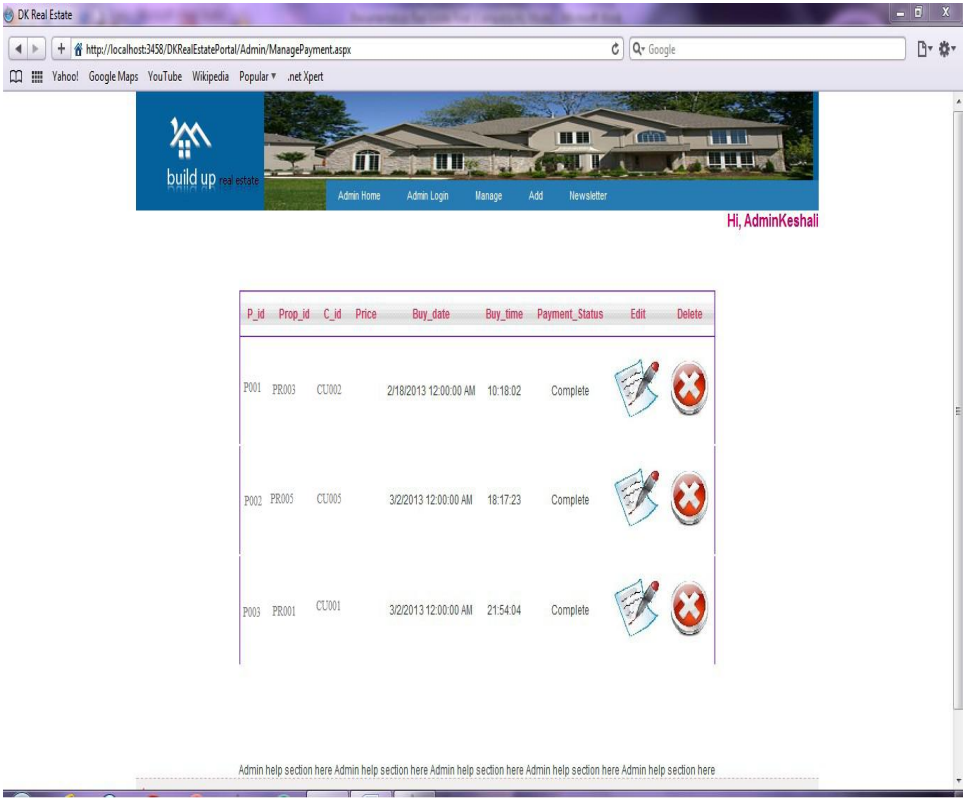 DK Real Estate
http://localhost:3458/DKRealEstatePortal/Admin/ManagePayment.aspx
Google
Yahoo! Google Maps YouTube Wikipedia Popular ▾ .net Xpert
build up real estate
Admin Home Admin Login Manage Add Newsletter
Hi, AdminKeshali
P_id Prop_id C_id Price Buy_date Buy_time Payment_Status Edit Delete
P001 PR003 CU002 2/18/2013 12:00:00 AM 10:18:02 Complete
P002 PR005 CU005 3/2/2013 12:00:00 AM 18:17:23 Complete
P003 PR001 CU001 3/2/2013 12:00:00 AM 21:54:04 Complete
Admin help section here Admin help section here Admin help section here Admin help section here Admin help section here